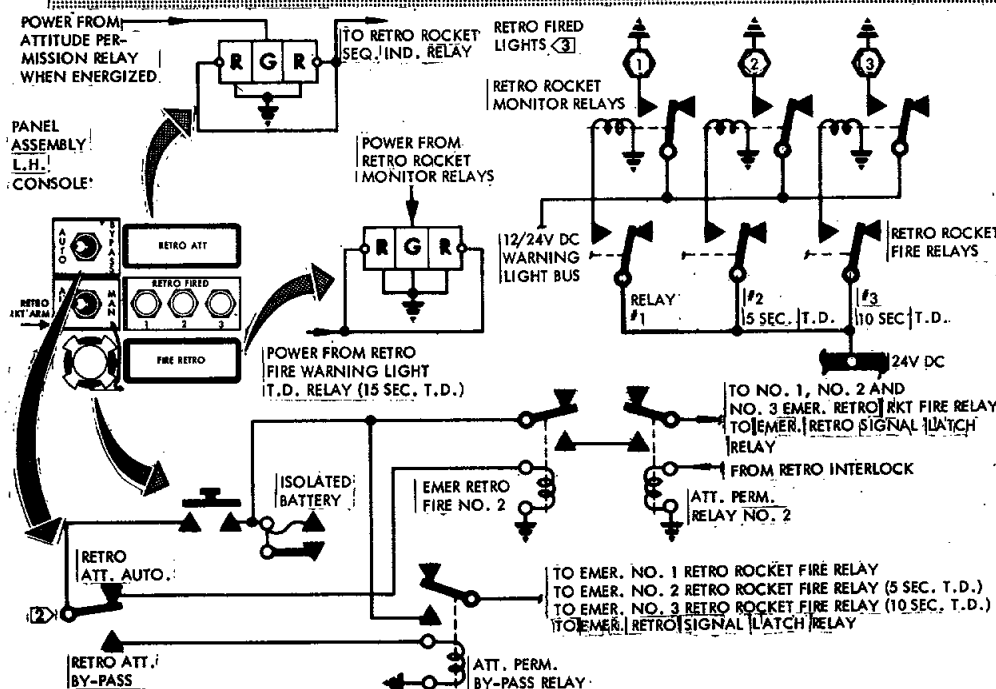 POWER FROM
ATTITUDE PER-
MISSION RELAY
WHEN ENERGIZED
R G R
TO RETRO ROCKET
SEQ. IND. RELAY
RETRO FIRED
LIGHTS 3
1
2
3
RETRO ROCKET
MONITOR RELAYS
PANEL
ASSEMBLY
L.H.
CONSOLE
POWER FROM
RETRO ROCKET
MONITOR RELAYS
R G R
AUTO
BYPASS
RETRO ATT
12/24V DC
WARNING
LIGHT BUS
RETRO ROCKET
FIRE RELAYS
RETRO
RKT ARM
MAN
RETRO FIRED
1 2 3
FIRE RETRO
RELAY
#1
#2
5 SEC. T.D.
#3
10 SEC T.D.
24V DC
POWER FROM RETRO
FIRE WARNING LIGHT
T.D. RELAY (15 SEC. T.D.)
TO NO. 1, NO. 2 AND
NO. 3 EMER. RETRO RKT FIRE RELAY
TO EMER. RETRO SIGNAL LATCH
RELAY
FROM RETRO INTERLOCK
ISOLATED
BATTERY
EMER RETRO
FIRE NO. 2
ATT. PERM.
RELAY NO. 2
RETRO
ATT. AUTO.
2
TO EMER. NO. 1 RETRO ROCKET FIRE RELAY
TO EMER. NO. 2 RETRO ROCKET FIRE RELAY (5 SEC. T.D.)
TO EMER. NO. 3 RETRO ROCKET FIRE RELAY (10 SEC. T.D.)
TO EMER. RETRO SIGNAL LATCH RELAY
RETRO ATT.
BY-PASS
ATT. PERM.
BY-PASS RELAY